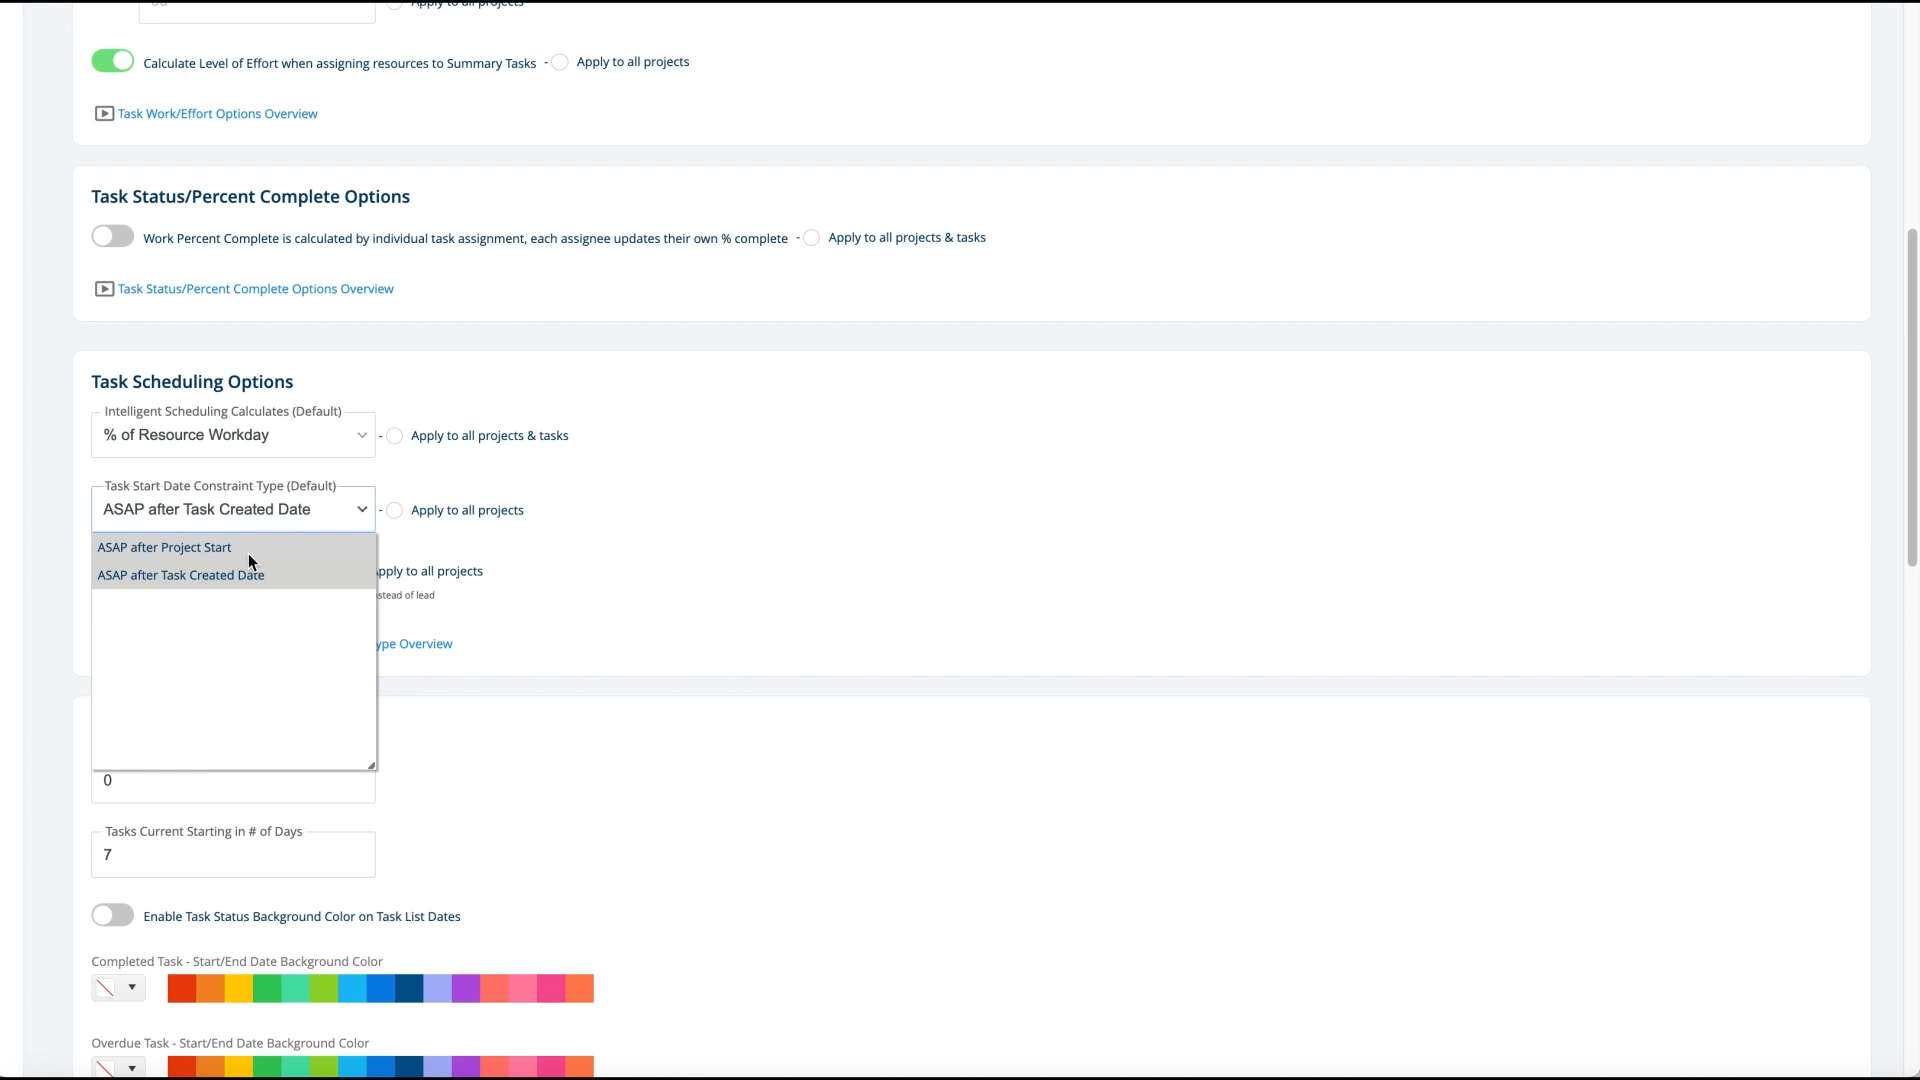 Apply to all projects
Calculate Level of Effort when assigning resources to Summary Tasks - Apply to all projects
Task Work/Effort Options Overview
Task Status/Percent Complete Options
Work Percent Complete is calculated by individual task assignment, each assignee updates their own % complete - Apply to all projects & tasks
Task Status/Percent Complete Options Overview
Task Scheduling Options
Intelligent Scheduling Calculates (Default)
% of Resource Workday - Apply to all projects & tasks
Task Start Date Constraint Type (Default)
ASAP after Task Created Date - Apply to all projects
ASAP after Project Start
ASAP after Task Created Date
pply to all projects
stead of lead
ype Overview
0
Tasks Current Starting in # of Days
7
Enable Task Status Background Color on Task List Dates
Completed Task - Start/End Date Background Color
Overdue Task - Start/End Date Background Color